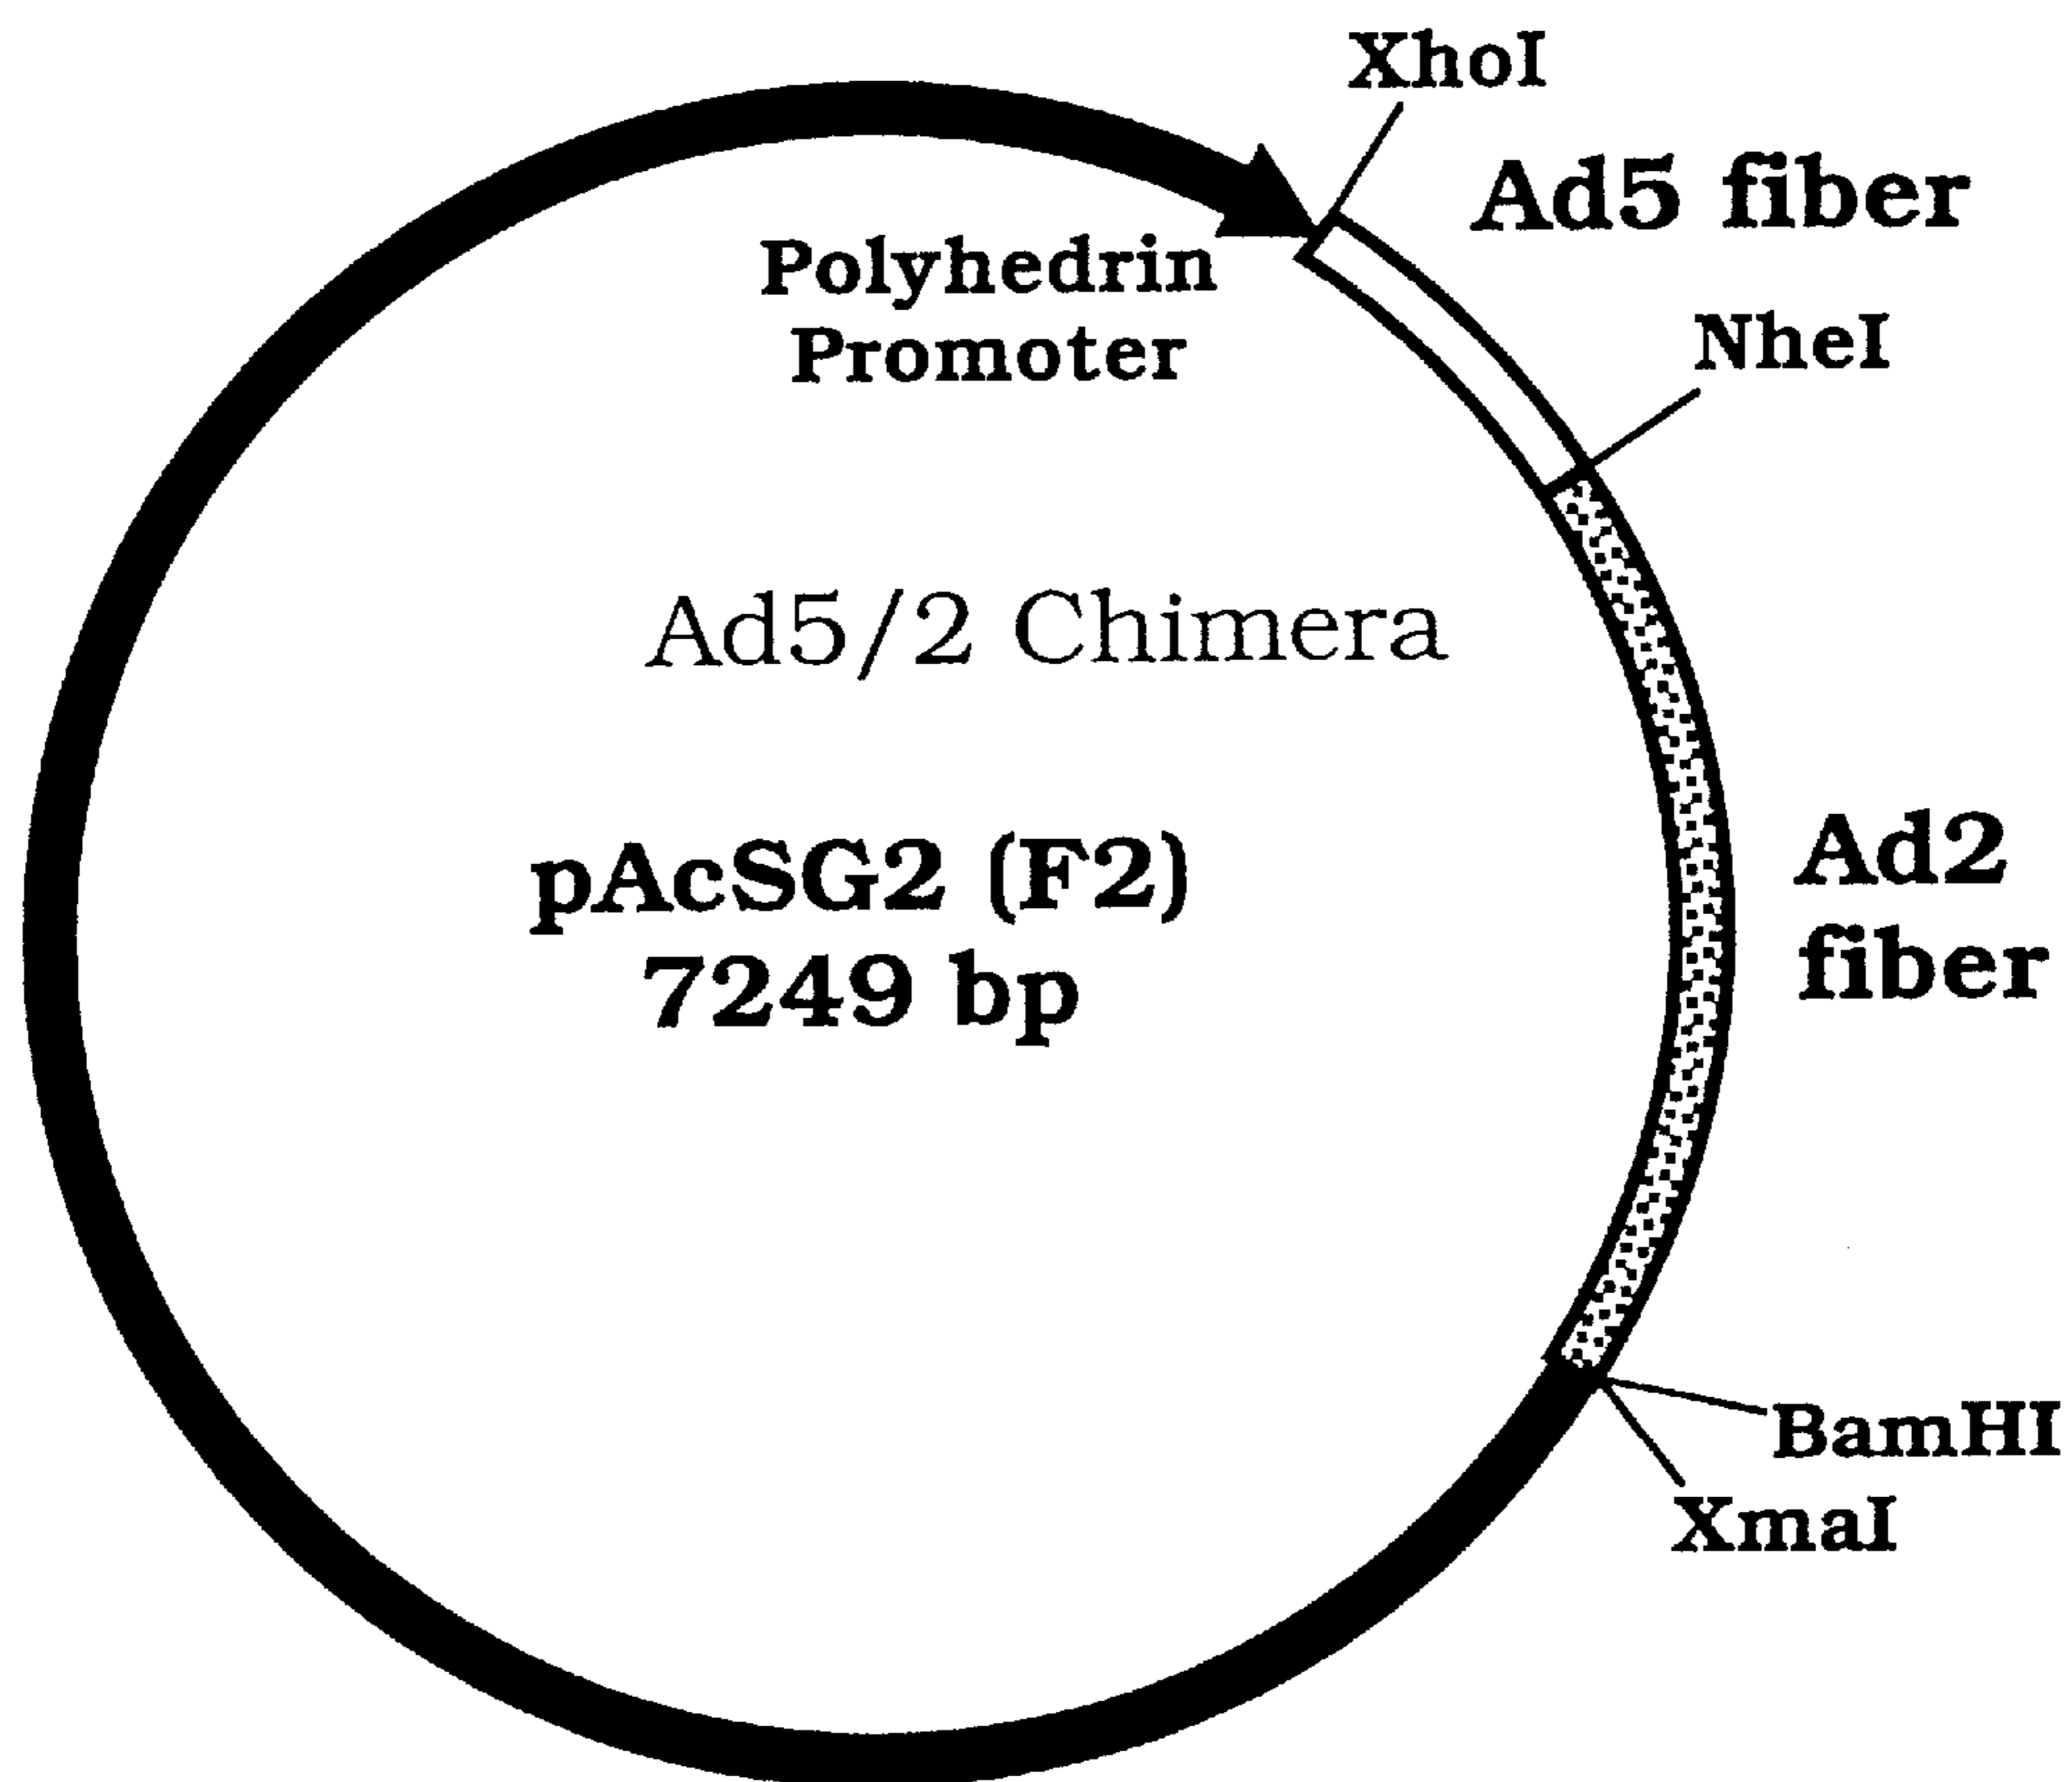 XhoI
Ad5 fiber
Polyhedrin
Promoter
NheI
Ad5/2 Chimera
pAcSG2 (F2)
7249 bp
Ad2
fiber
BamHI
XmaI